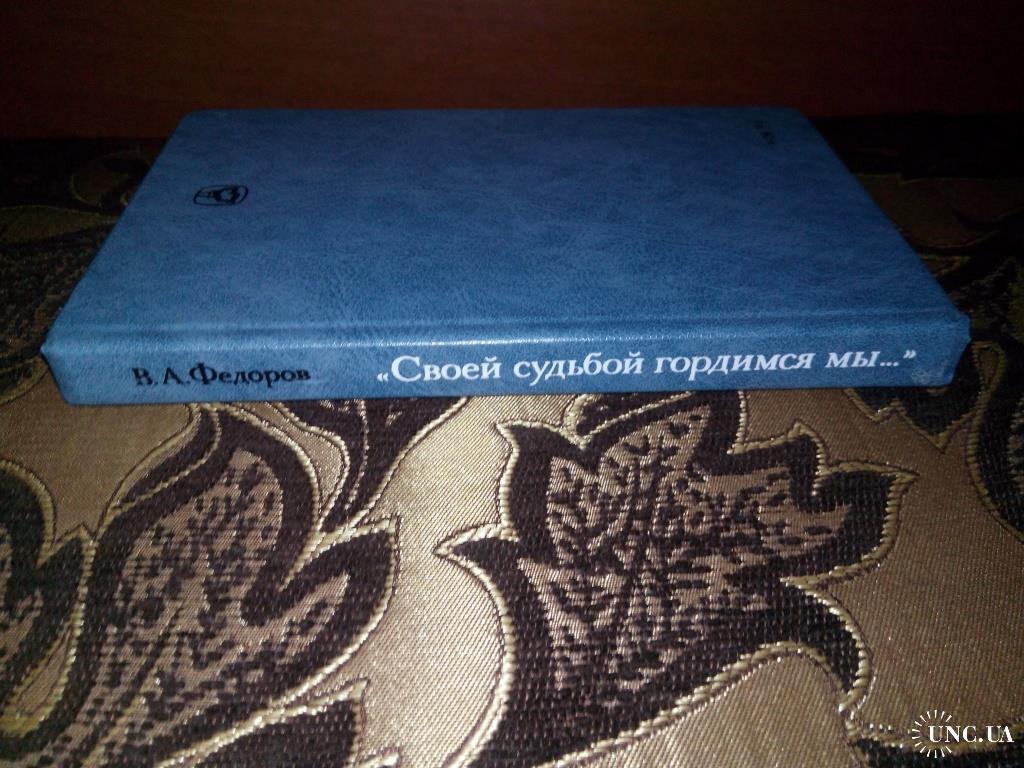 В.А.Федоров „Своей судьбой гордимся мы...”
UNC.UA